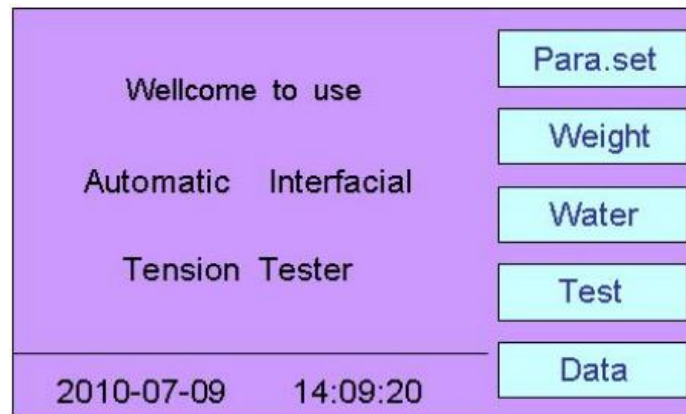 Wellcome to use
Automatic Interfacial
Tension Tester
2010-07-09 14:09:20
Para.set
Weight
Water
Test
Data